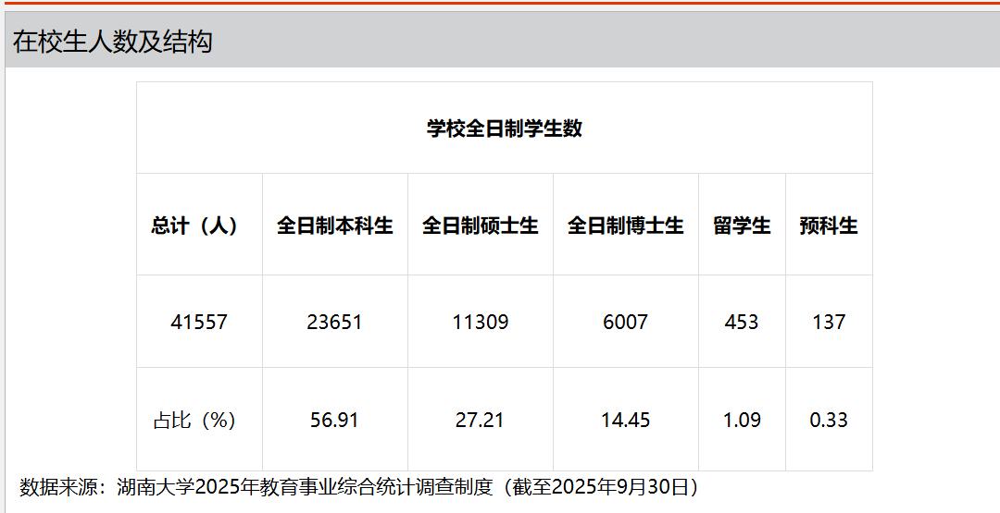 在校生人数及结构
学校全日制学生数
总计（人） 全日制本科生 全日制硕士生 全日制博士生 留学生 预科生
41557 23651 11309 6007 453 137
占比（%） 56.91 27.21 14.45 1.09 0.33
数据来源：湖南大学2025年教育事业综合统计调查制度（截至2025年9月30日）